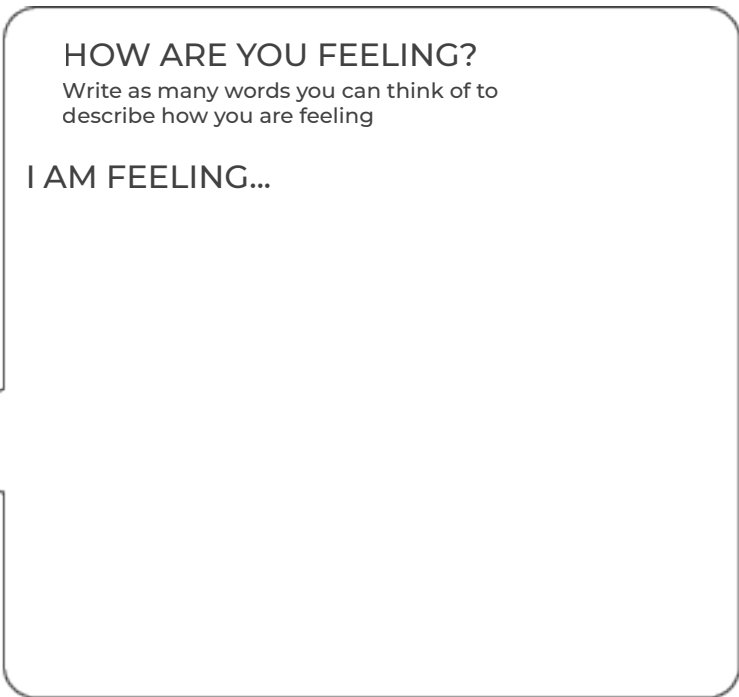 HOW ARE YOU FEELING?
Write as many words you can think of to
describe how you are feeling
I AM FEELING...